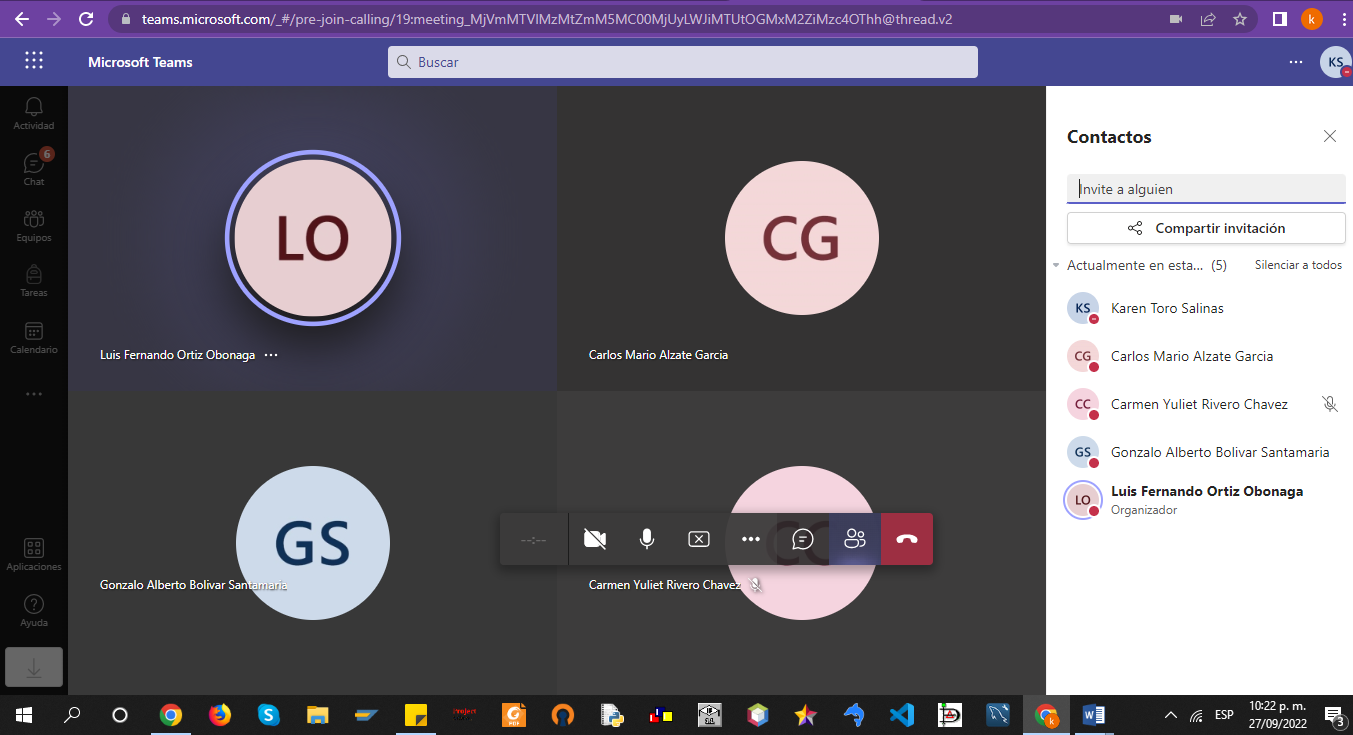 teams.microsoft.com/_#/pre-join-calling/19:meeting_MjVmMTVlMzMtZmM5MC00MjUyLWJiMTUtOGMxM2ZiMzc4OThh@thread.v2
k
Microsoft Teams
Buscar
KS
Actividad
6
Chat
Equipos
Tareas
Calendario
Aplicaciones
Ayuda
LO
Luis Fernando Ortiz Obonaga
CG
Carlos Mario Alzate Garcia
GS
Gonzalo Alberto Bolivar Santamaria
CC
Carmen Yuliet Rivero Chavez
--:--
Contactos
Invite a alguien
Compartir invitación
Actualmente en esta... (5) Silenciar a todos
KS Karen Toro Salinas
CG Carlos Mario Alzate Garcia
CC Carmen Yuliet Rivero Chavez
GS Gonzalo Alberto Bolivar Santamaria
LO Luis Fernando Ortiz Obonaga
Organizador
Project
ESP
10:22 p. m.
27/09/2022
3